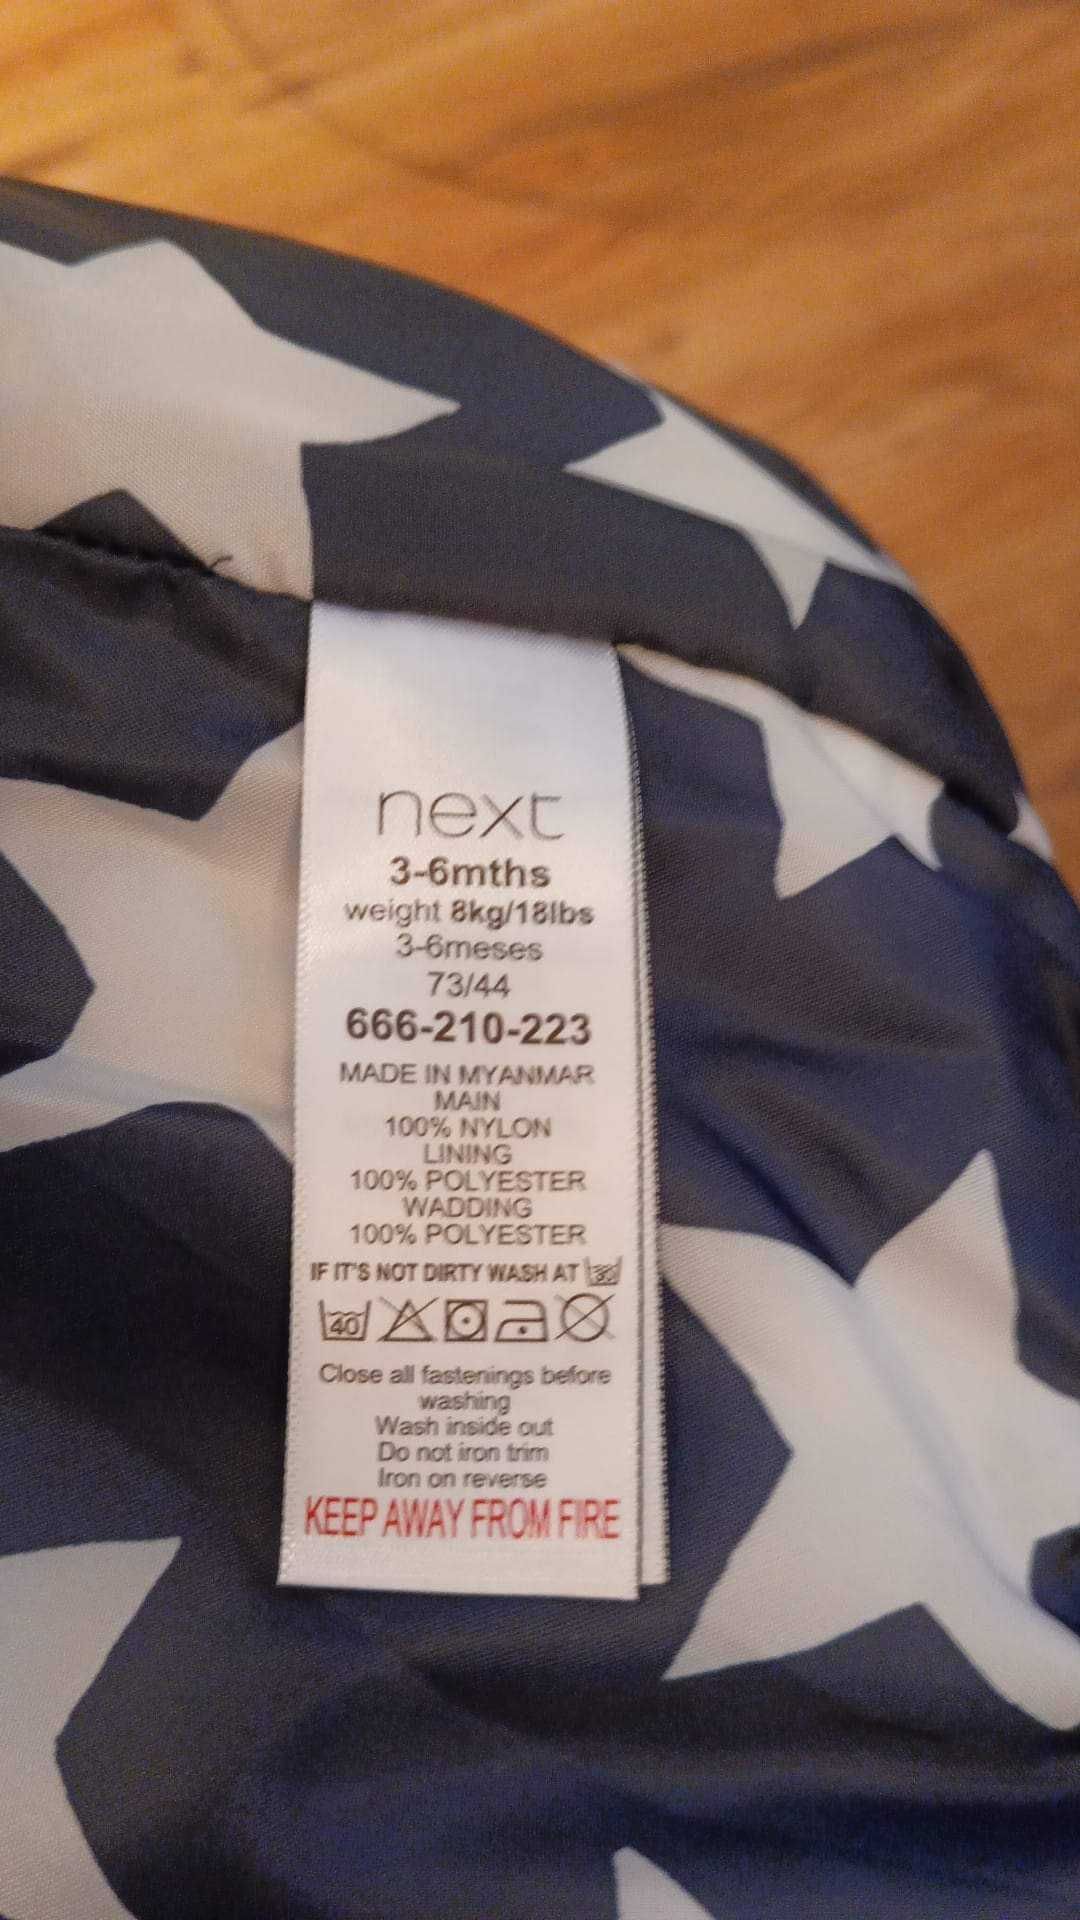 next
3-6mths
weight 8kg/18lbs
3-6meses
73/44
666-210-223
MADE IN MYANMAR
MAIN
100% NYLON
LINING
100% POLYESTER
WADDING
100% POLYESTER
IF IT'S NOT DIRTY WASH AT 30
40
Close all fastenings before
washing
Wash inside out
Do not iron trim
Iron on reverse
KEEP AWAY FROM FIRE